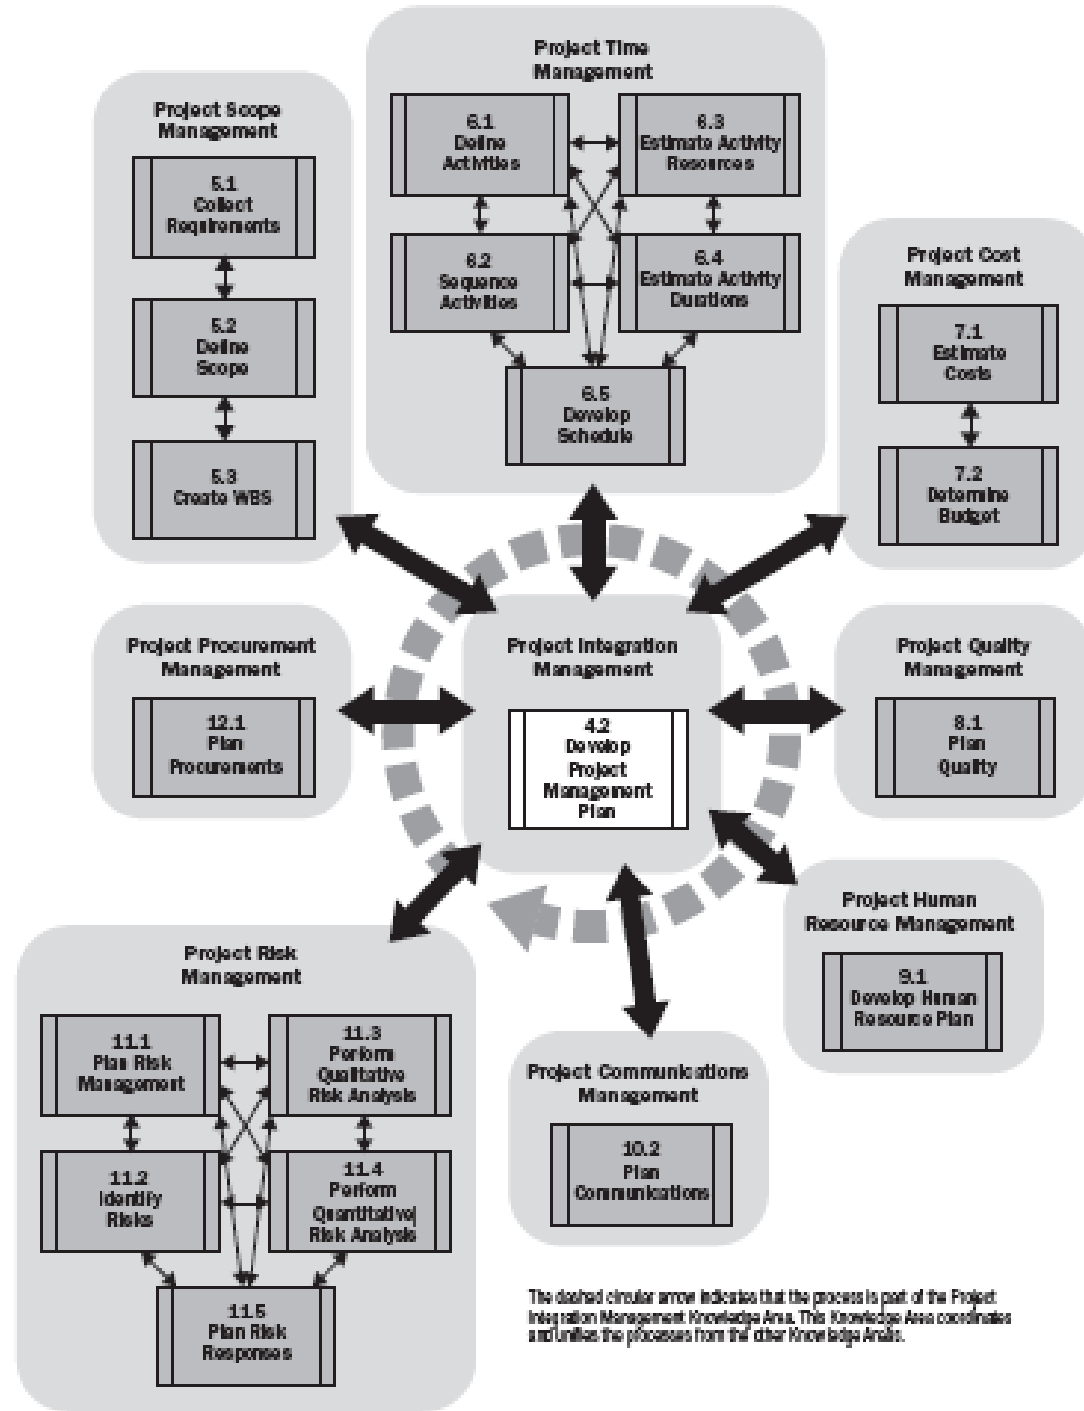 Project Time
Management
6.1
Define
Activities
6.3
Estimate Activity
Resources
6.2
Sequence
Activities
6.4
Estimate Activity
Durations
6.5
Develop
Schedule
Project Scope
Management
5.1
Collect
Requirements
5.2
Define
Scope
5.3
Create WBS
Project Cost
Management
7.1
Estimate
Costs
7.2
Determine
Budget
Project Procurement
Management
12.1
Plan
Procurements
Project Integration
Management
4.2
Develop
Project
Management
Plan
Project Quality
Management
8.1
Plan
Quality
Project Human
Resource Management
9.1
Develop Human
Resource Plan
Project Risk
Management
11.1
Plan Risk
Management
11.3
Perform
Qualitative
Risk Analysis
11.2
Identify
Risks
11.4
Perform
Quantitative
Risk Analysis
11.5
Plan Risk
Responses
Project Communications
Management
10.2
Plan
Communications
The dashed circular arrow indicates that the process is part of the Project
Integration Management Knowledge Area. This Knowledge Area coordinates
and unifies the processes from the other Knowledge Areas.